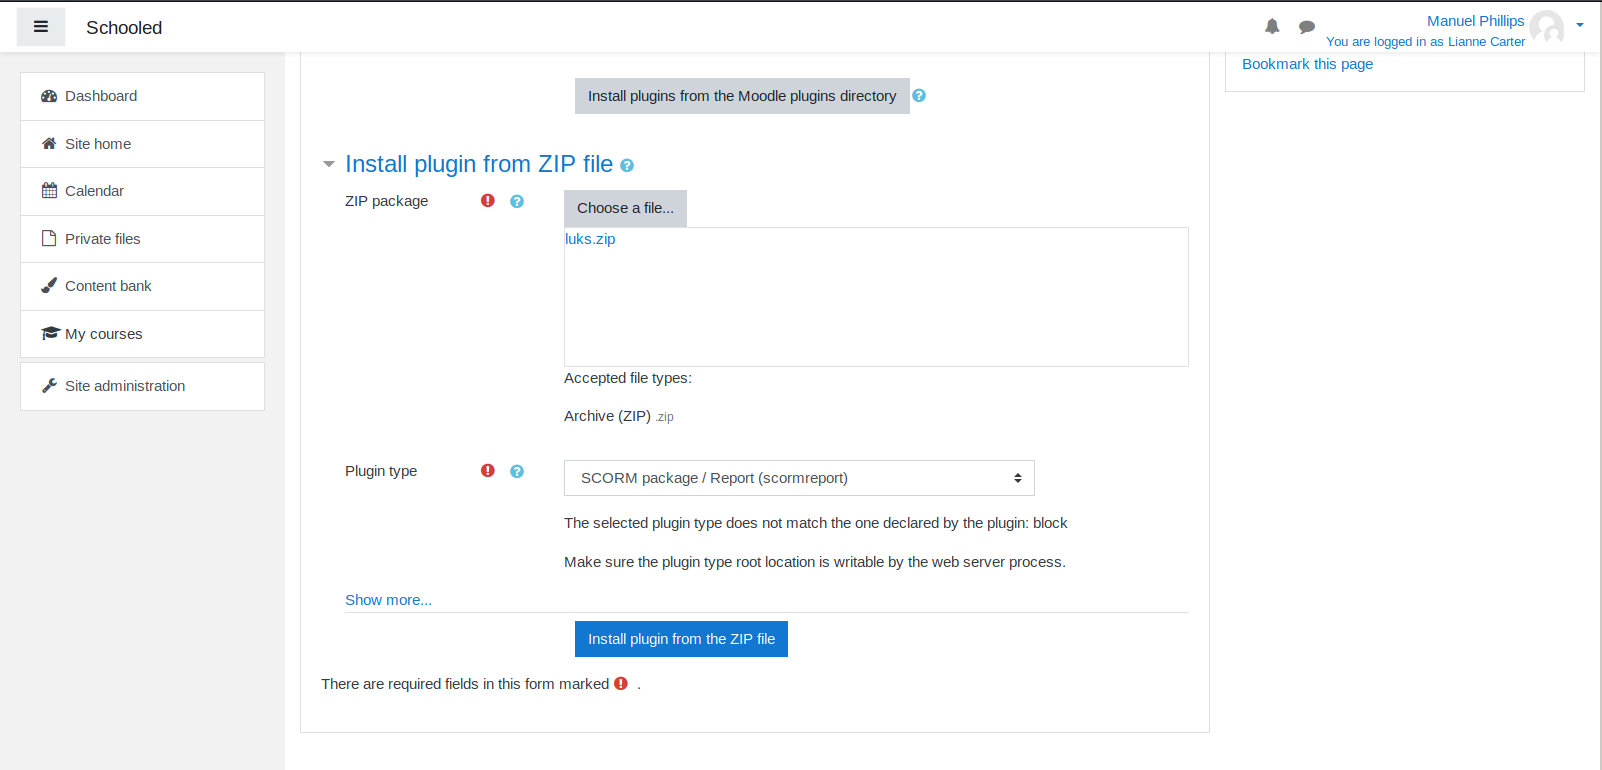 Schooled
Manuel Phillips
You are logged in as Lianne Carter
Dashboard
Site home
Calendar
Private files
Content bank
My courses
Site administration
Bookmark this page
Install plugins from the Moodle plugins directory
Install plugin from ZIP file
ZIP package
Choose a file...
luks.zip
Accepted file types:
Archive (ZIP) .zip
Plugin type
SCORM package / Report (scormreport)
The selected plugin type does not match the one declared by the plugin: block
Make sure the plugin type root location is writable by the web server process.
Show more...
Install plugin from the ZIP file
There are required fields in this form marked .